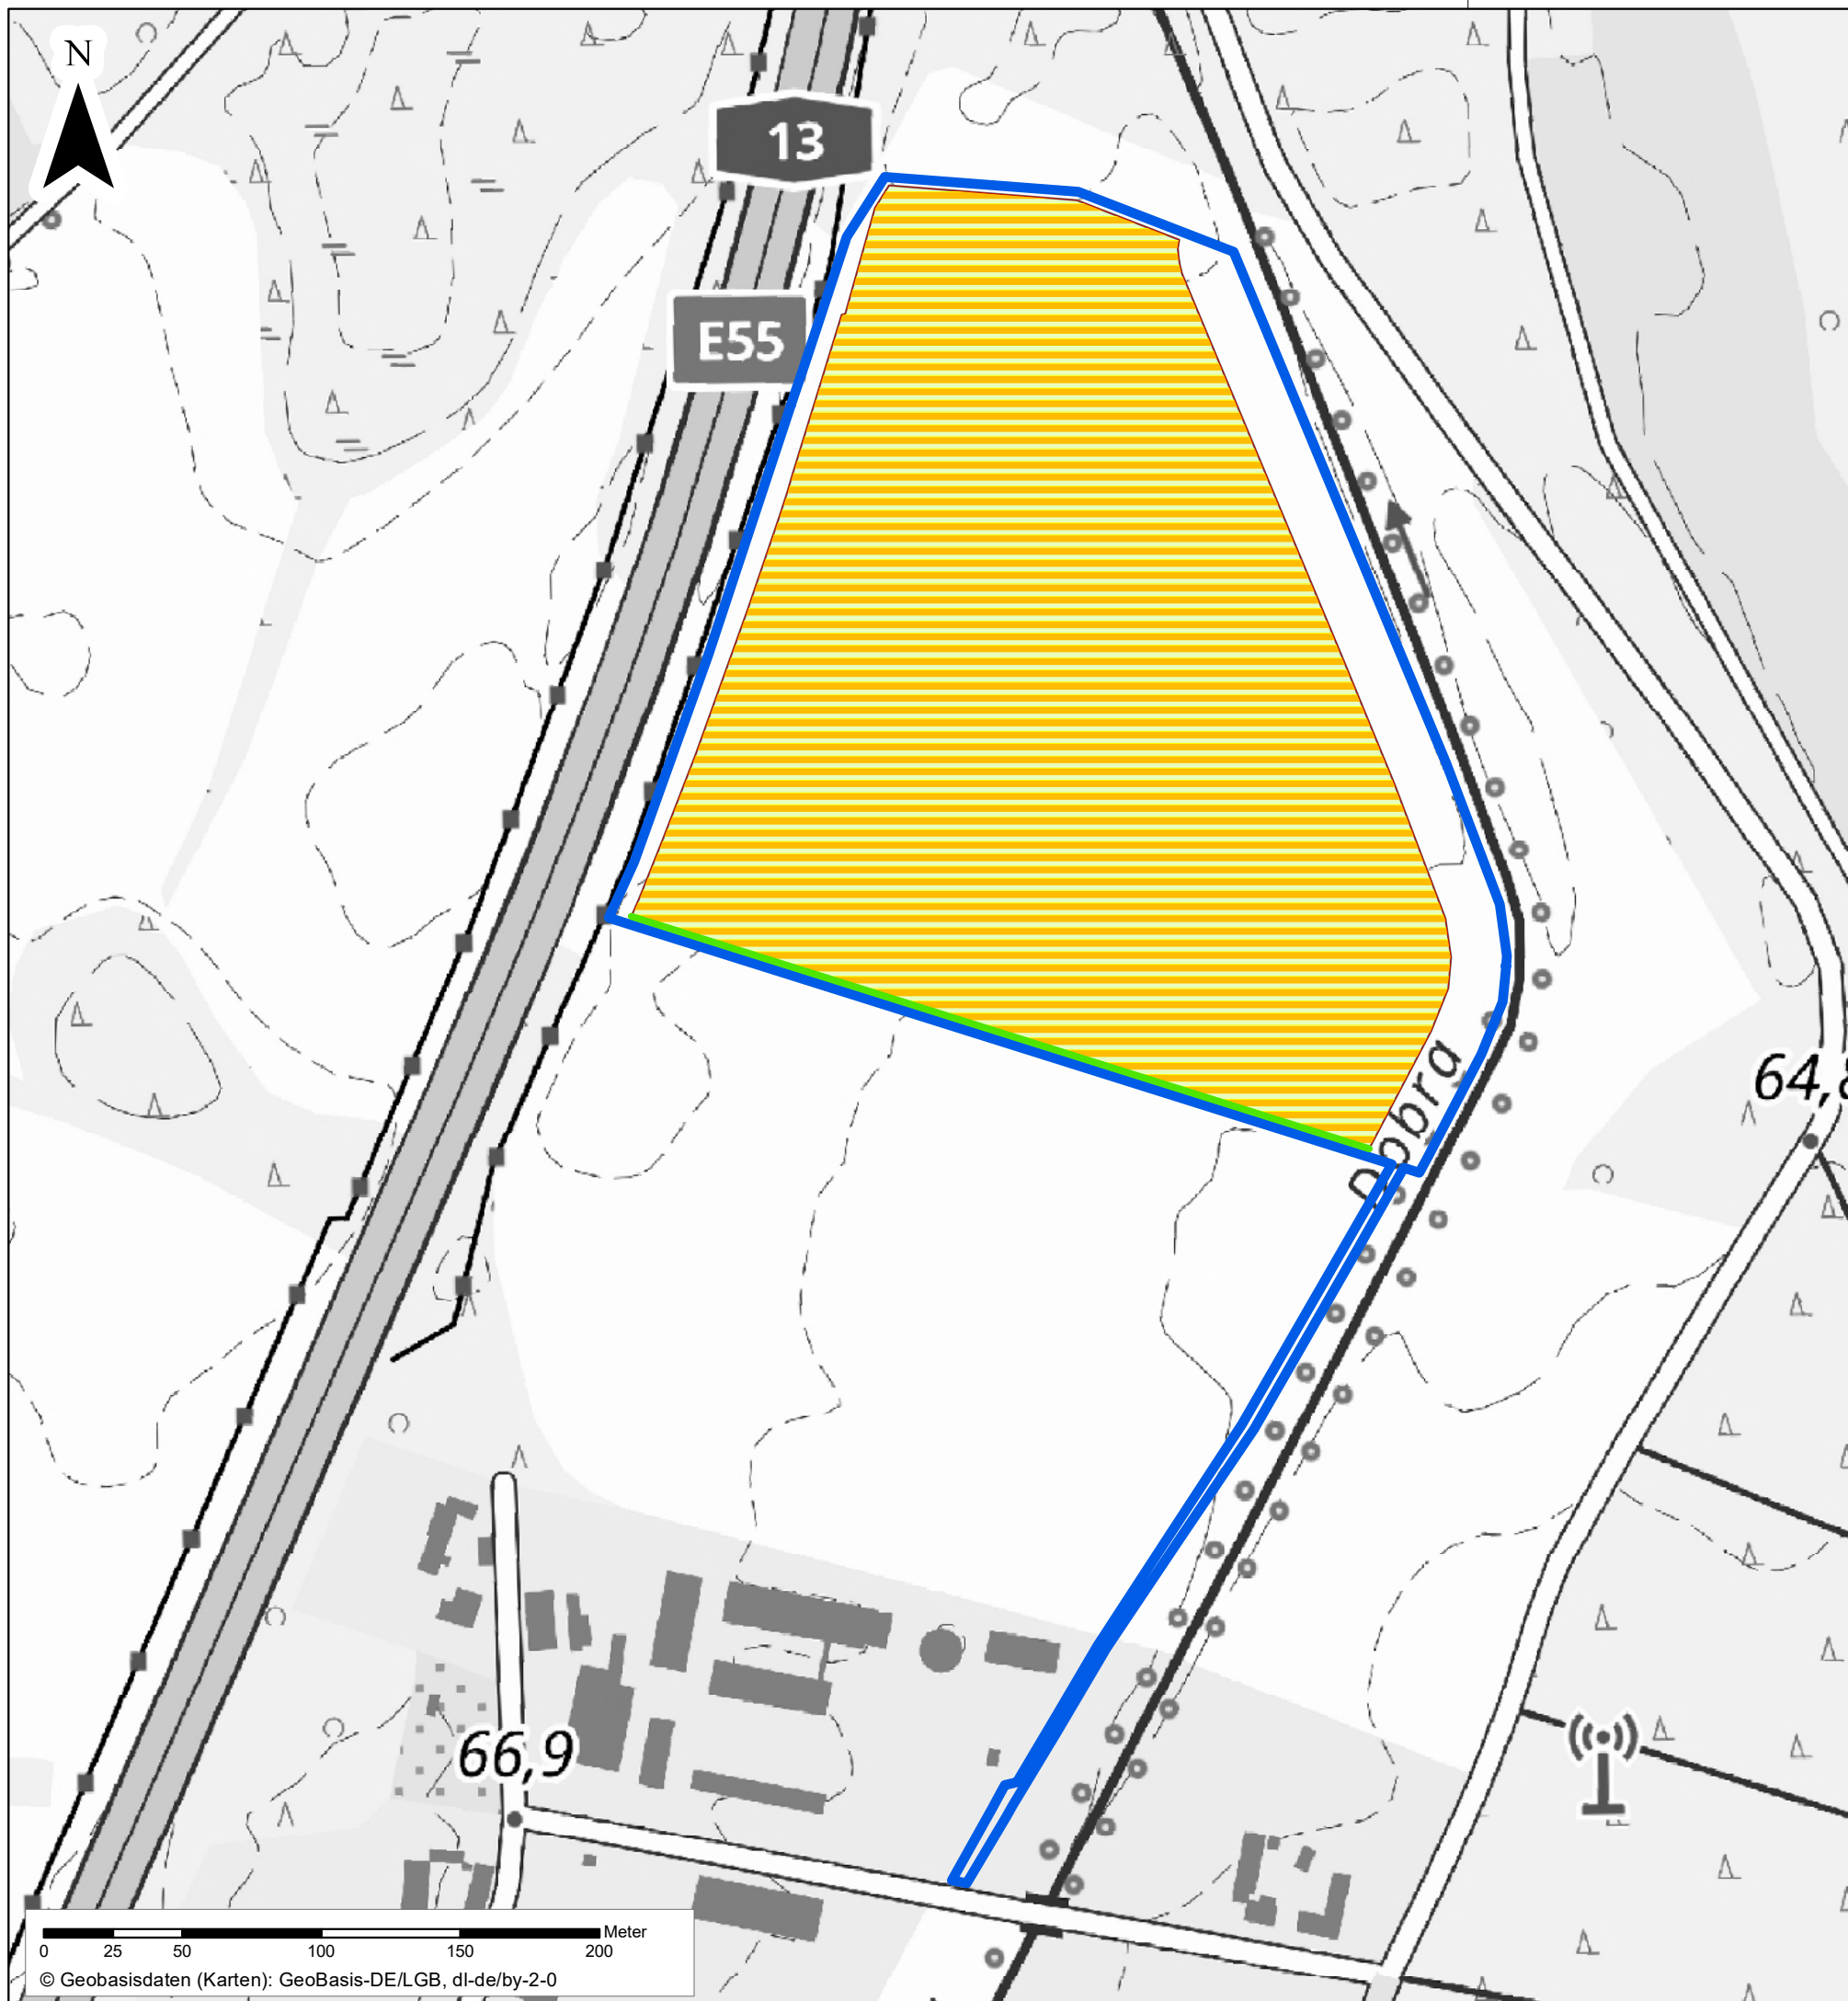 N
13
E55
Dobra
64,8
66,9
Meter
0 25 50 100 150 200
© Geobasisdaten (Karten): GeoBasis-DE/LGB, dl-de/by-2-0